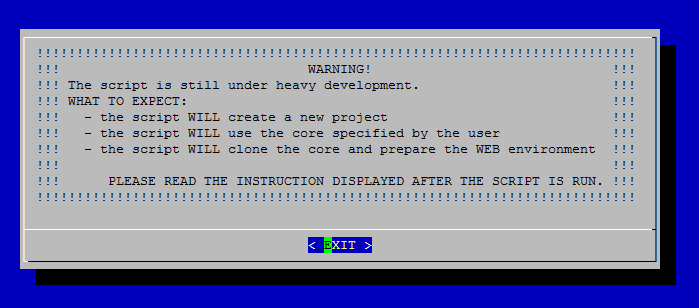 !!!!!!!!!!!!!!!!!!!!!!!!!!!!!!!!!!!!!!!!!!!!!!!!!!!!!!!!!!!!!!!!!!!!!!!!!!!
!!! WARNING! !!!
!!! The script is still under heavy development. !!!
!!! WHAT TO EXPECT: !!!
!!! - the script WILL create a new project !!!
!!! - the script WILL use the core specified by the user !!!
!!! - the script WILL clone the core and prepare the WEB environment !!!
!!! !!!
!!! PLEASE READ THE INSTRUCTION DISPLAYED AFTER THE SCRIPT IS RUN. !!!
!!!!!!!!!!!!!!!!!!!!!!!!!!!!!!!!!!!!!!!!!!!!!!!!!!!!!!!!!!!!!!!!!!!!!!!!!!!
< EXIT >